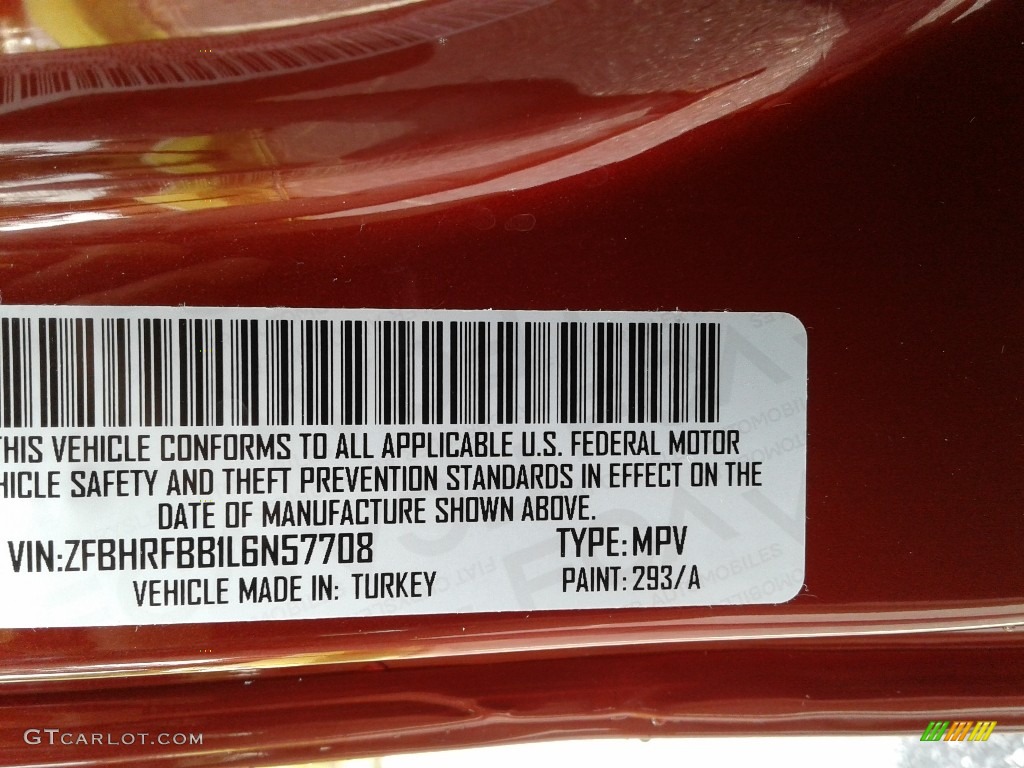 THIS VEHICLE CONFORMS TO ALL APPLICABLE U.S. FEDERAL MOTOR
HICLE SAFETY AND THEFT PREVENTION STANDARDS IN EFFECT ON THE
DATE OF MANUFACTURE SHOWN ABOVE.
VIN:ZFBHRFBB1L6N57708 TYPE: MPV
VEHICLE MADE IN: TURKEY PAINT: 293/A
GTCARLOT.COM